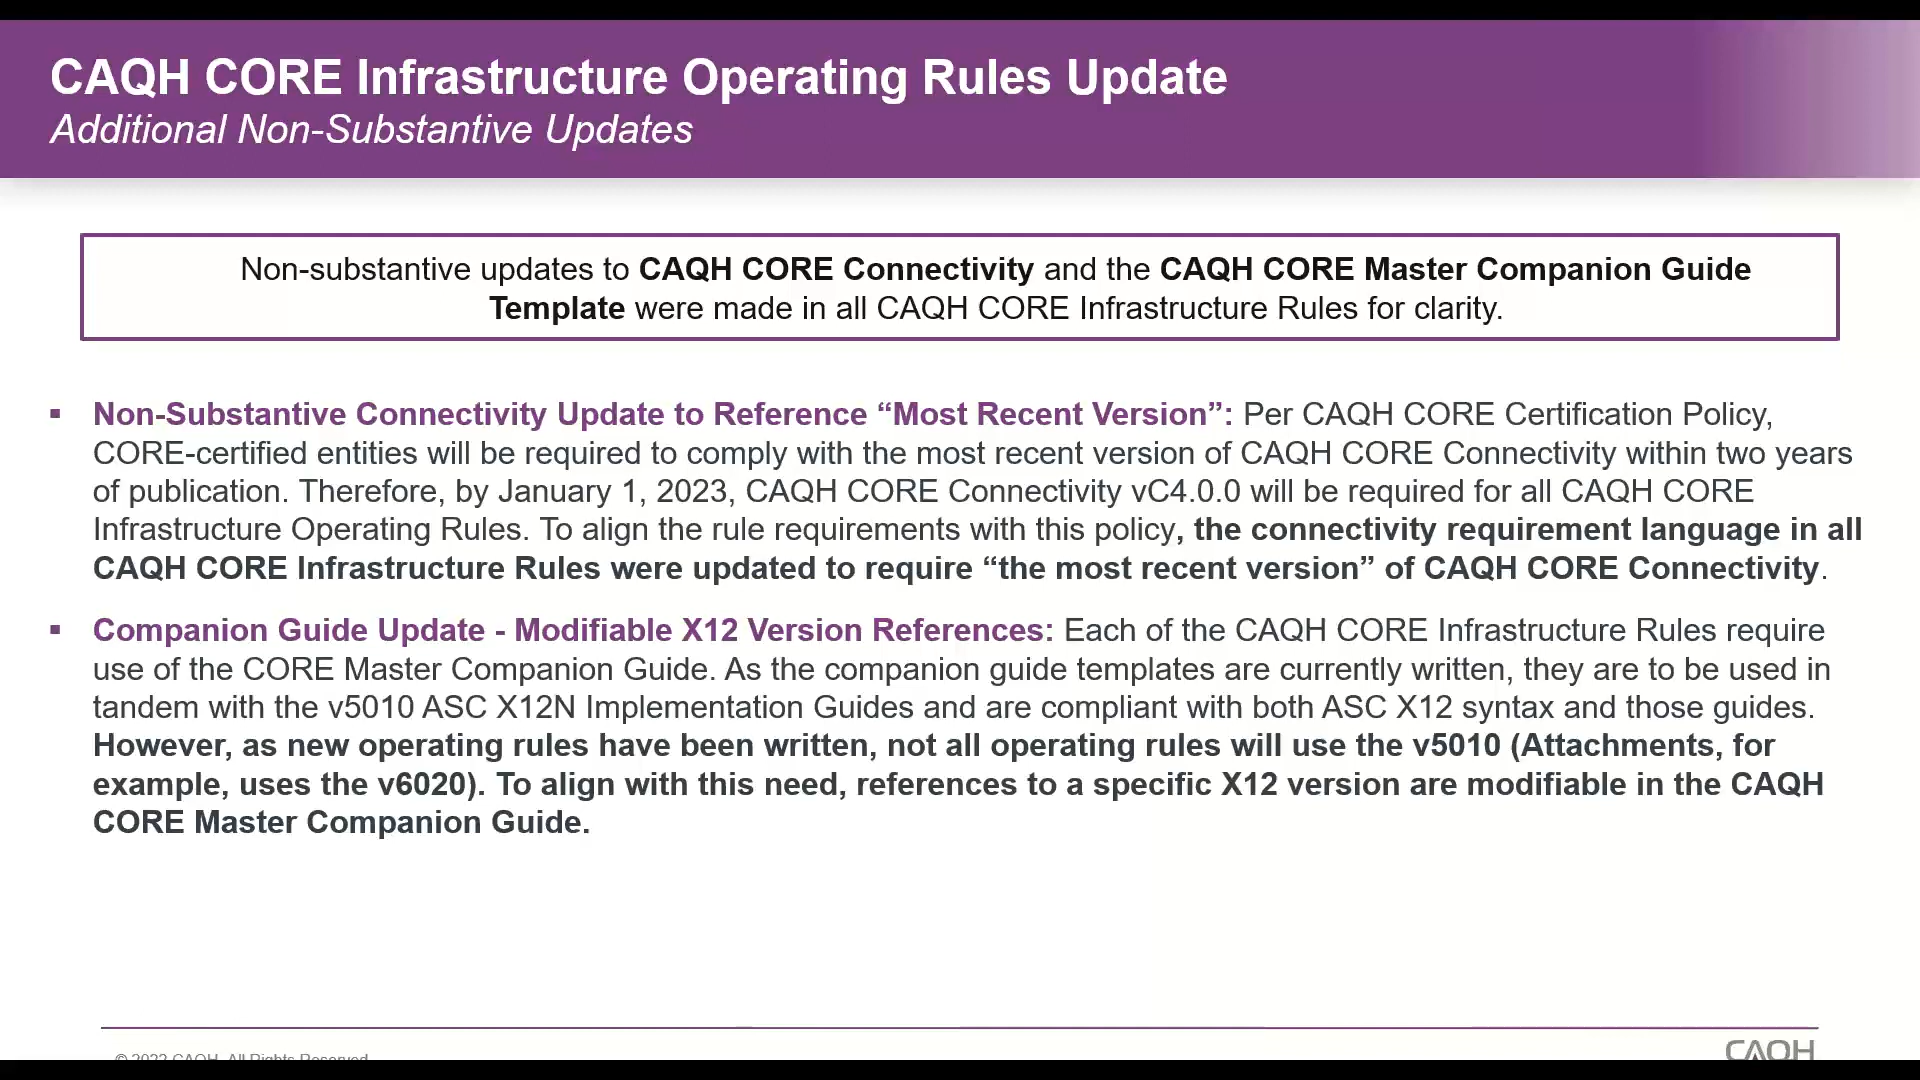 CAQH CORE Infrastructure Operating Rules Update
Additional Non-Substantive Updates
Non-substantive updates to CAQH CORE Connectivity and the CAQH CORE Master Companion Guide
Template were made in all CAQH CORE Infrastructure Rules for clarity.
▪ Non-Substantive Connectivity Update to Reference “Most Recent Version”: Per CAQH CORE Certification Policy,
CORE-certified entities will be required to comply with the most recent version of CAQH CORE Connectivity within two years
of publication. Therefore, by January 1, 2023, CAQH CORE Connectivity vC4.0.0 will be required for all CAQH CORE
Infrastructure Operating Rules. To align the rule requirements with this policy, the connectivity requirement language in all
CAQH CORE Infrastructure Rules were updated to require “the most recent version” of CAQH CORE Connectivity.
▪ Companion Guide Update - Modifiable X12 Version References: Each of the CAQH CORE Infrastructure Rules require
use of the CORE Master Companion Guide. As the companion guide templates are currently written, they are to be used in
tandem with the v5010 ASC X12N Implementation Guides and are compliant with both ASC X12 syntax and those guides.
However, as new operating rules have been written, not all operating rules will use the v5010 (Attachments, for
example, uses the v6020). To align with this need, references to a specific X12 version are modifiable in the CAQH
CORE Master Companion Guide.
© 2022 CAQH, All Rights Reserved.
CAQH